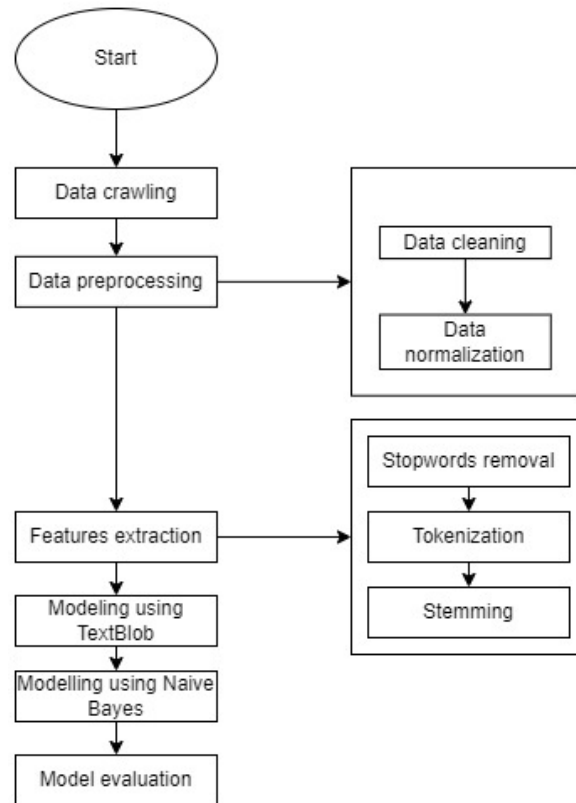 Start
Data crawling
Data preprocessing
Data cleaning
Data
normalization
Features extraction
Stopwords removal
Tokenization
Stemming
Modeling using
TextBlob
Modelling using Naive
Bayes
Model evaluation